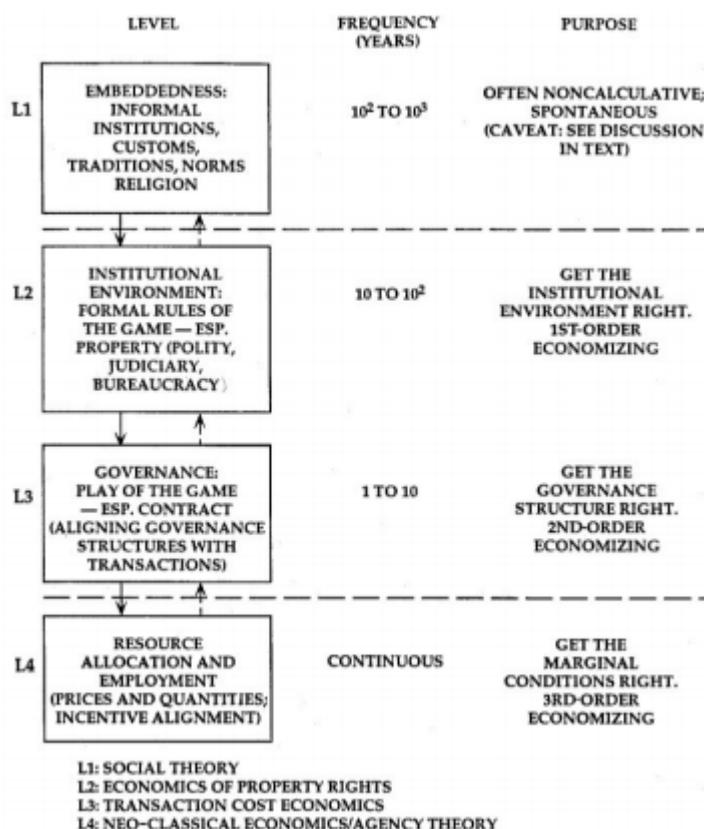 LEVEL
FREQUENCY
(YEARS)
PURPOSE
L1
EMBEDDEDNESS:
INFORMAL
INSTITUTIONS,
CUSTOMS,
TRADITIONS, NORMS
RELIGION
10² TO 10³
OFTEN NONCALCULATIVE;
SPONTANEOUS
(CAVEAT: SEE DISCUSSION
IN TEXT)
L2
INSTITUTIONAL
ENVIRONMENT:
FORMAL RULES OF
THE GAME — ESP.
PROPERTY (POLITY,
JUDICIARY,
BUREAUCRACY)
10 TO 10²
GET THE
INSTITUTIONAL
ENVIRONMENT RIGHT.
1ST-ORDER
ECONOMIZING
L3
GOVERNANCE:
PLAY OF THE GAME
— ESP. CONTRACT
(ALIGNING GOVERNANCE
STRUCTURES WITH
TRANSACTIONS)
1 TO 10
GET THE
GOVERNANCE
STRUCTURE RIGHT.
2ND-ORDER
ECONOMIZING
L4
RESOURCE
ALLOCATION AND
EMPLOYMENT
(PRICES AND QUANTITIES;
INCENTIVE ALIGNMENT)
CONTINUOUS
GET THE
MARGINAL
CONDITIONS RIGHT.
3RD-ORDER
ECONOMIZING
L1: SOCIAL THEORY
L2: ECONOMICS OF PROPERTY RIGHTS
L3: TRANSACTION COST ECONOMICS
L4: NEO-CLASSICAL ECONOMICS/AGENCY THEORY